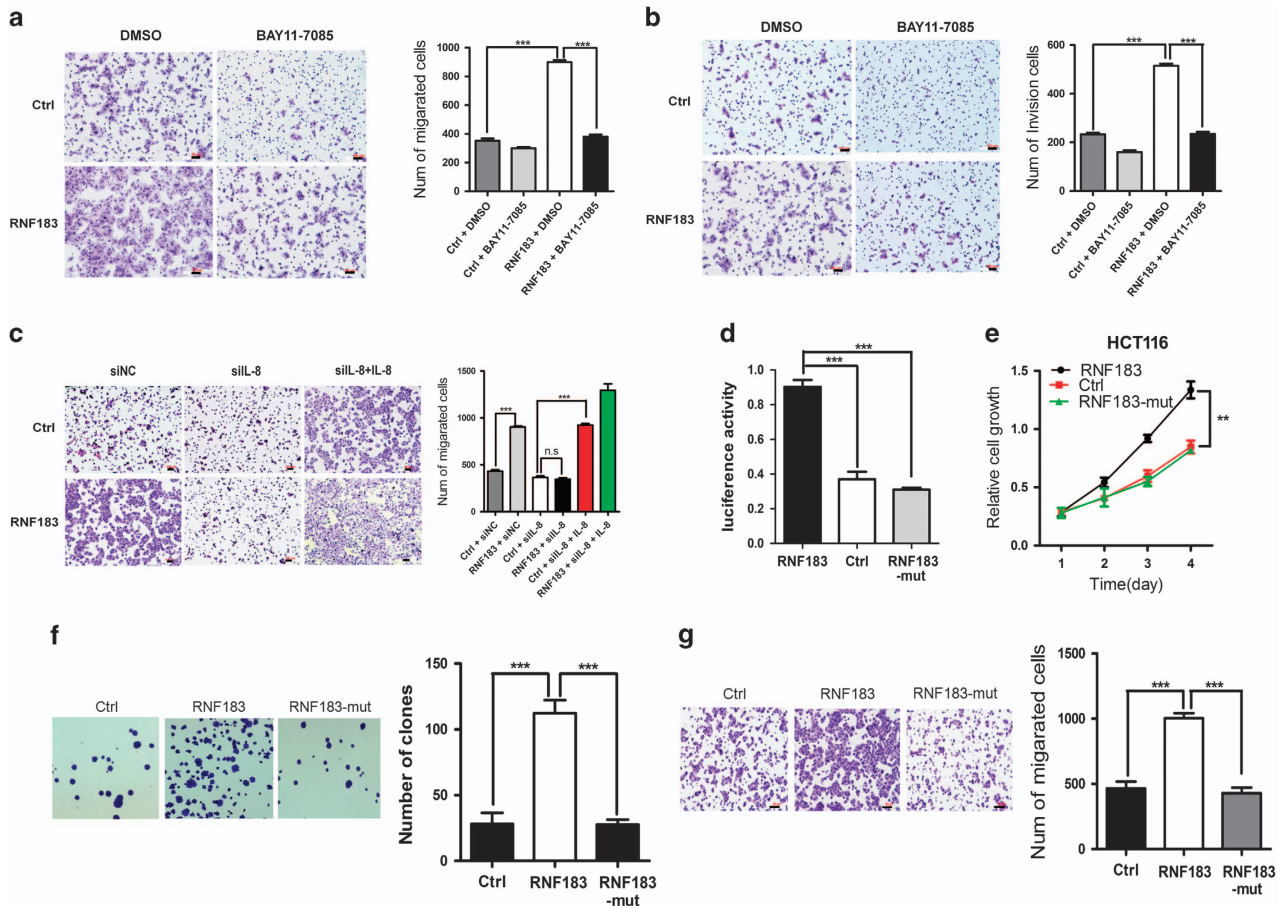 a
DMSO
BAY11-7085
Ctrl
RNF183
Num of migarated cells
1000
800
600
400
200
0
***
***
Ctrl + DMSO
Ctrl + BAY11-7085
RNF183 + DMSO
RNF183 + BAY11-7085
b
DMSO
BAY11-7085
Ctrl
RNF183
Num of Invision cells
600
400
200
0
***
***
Ctrl + DMSO
Ctrl + BAY11-7085
RNF183 + DMSO
RNF183 + BAY11-7085
c
siNC
siIL-8
siIL-8+IL-8
Ctrl
RNF183
Num of migarated cells
1500
1000
500
0
***
***
n.s
Ctrl + siNC
RNF183 + siNC
Ctrl + siIL-8
RNF183 + siIL-8
Ctrl + siIL-8 + IL-8
RNF183 + siIL-8 + IL-8
d
luciference activity
1.0
0.8
0.6
0.4
0.2
0.0
***
***
RNF183
Ctrl
RNF183
-mut
e
HCT116
RNF183
Ctrl
RNF183-mut
Relative cell growth
1.5
1.0
0.5
0.0
**
1 2 3 4
Time(day)
f
Ctrl
RNF183
RNF183-mut
Number of clones
150
100
50
0
***
***
Ctrl
RNF183
RNF183
-mut
g
Ctrl
RNF183
RNF183-mut
Num of migarated cells
1500
1000
500
0
***
***
Ctrl
RNF183
RNF183
-mut